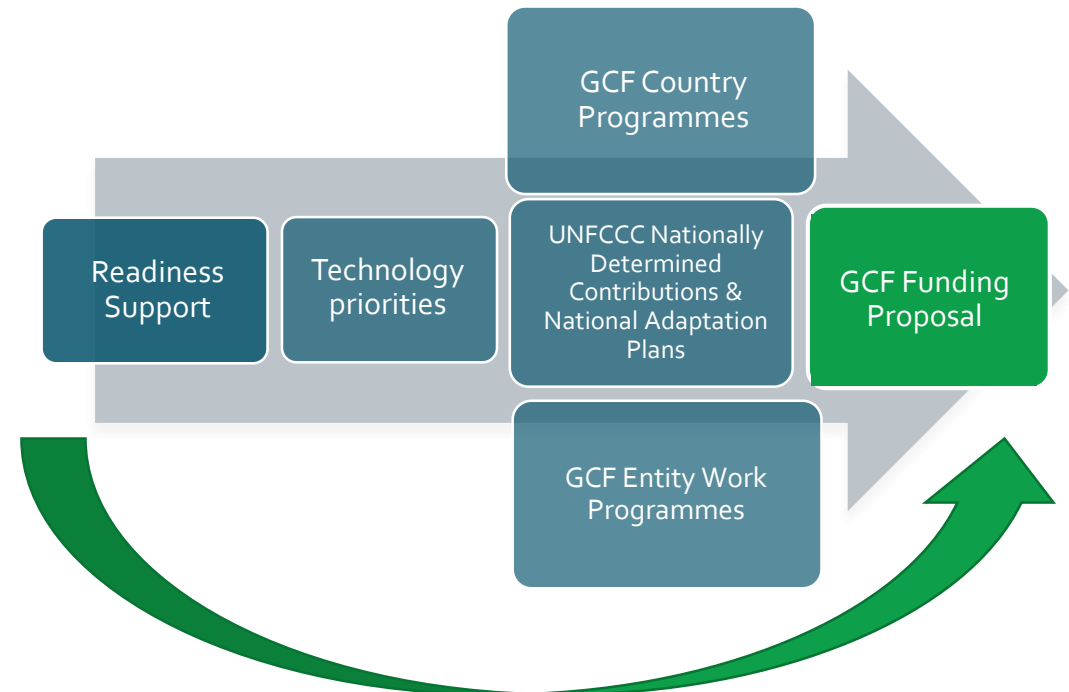 GCF Country
Programmes
Readiness
Support
Technology
priorities
UNFCCC Nationally
Determined
Contributions &
National Adaptation
Plans
GCF Funding
Proposal
GCF Entity Work
Programmes